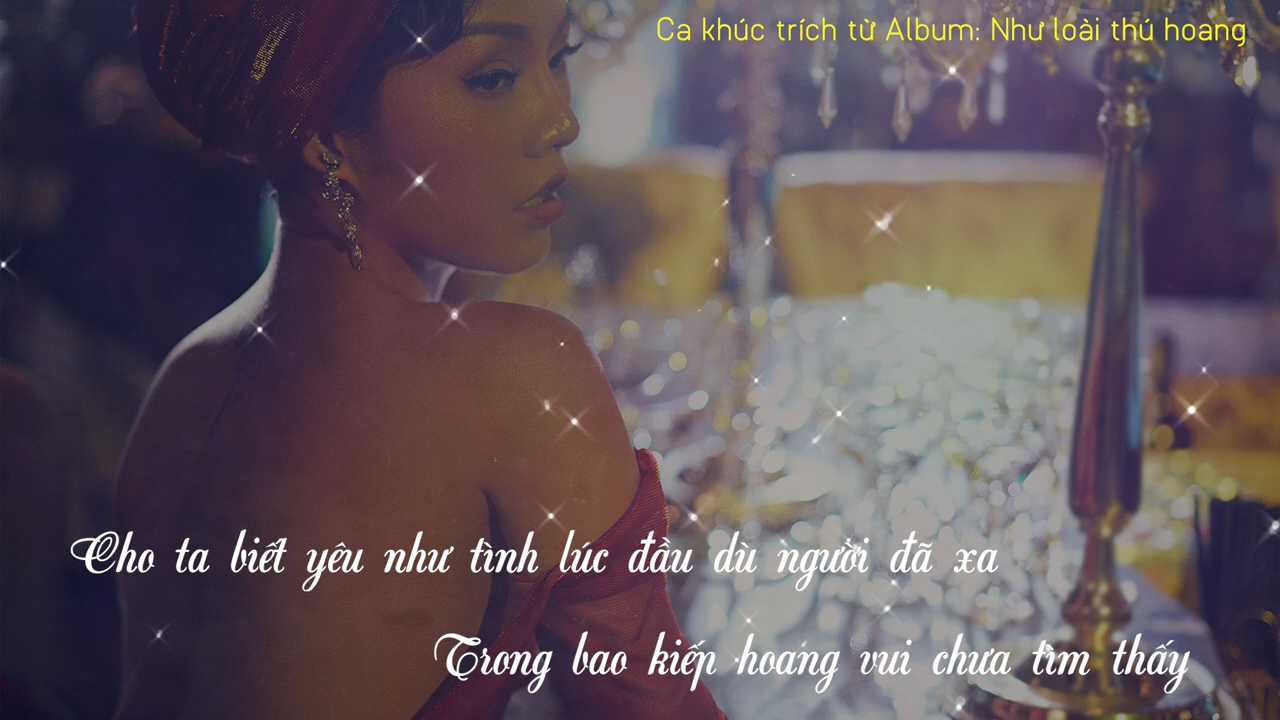 Ca khúc trích từ Album: Như loài thú hoang
Cho ta biết yêu như tình lúc đầu dù người đã xa
Trong bao kiếp hoang vui chưa tìm thấy